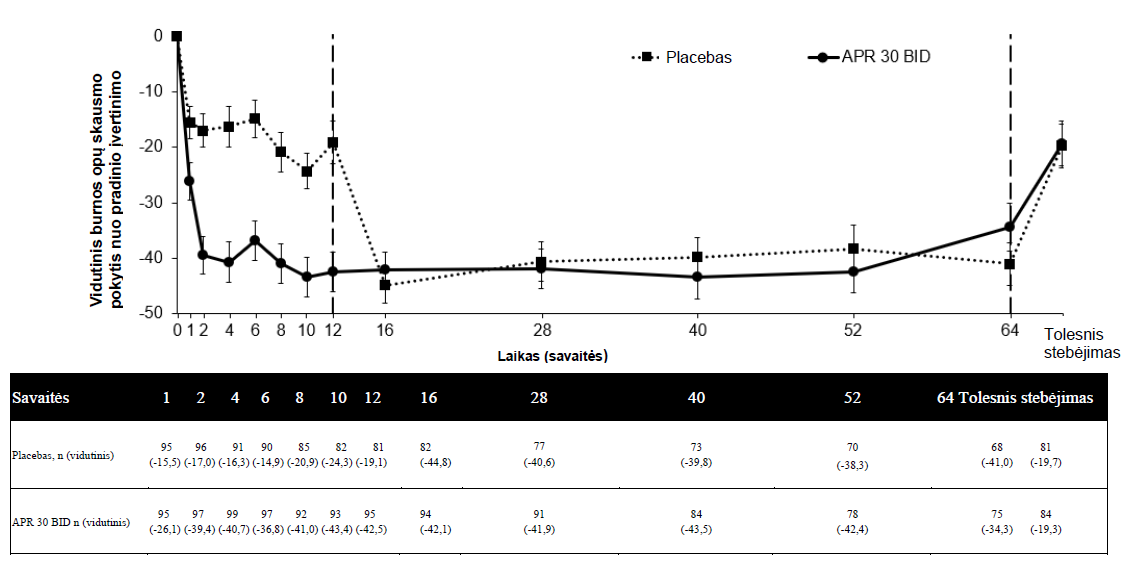 Vidutinis burnos opų skausmo
pokytis nuo pradinio įvertinimo
0
-10
-20
-30
-40
-50
Placebas
APR 30 BID
0 1 2 4 6 8 10 12 16 28 40 52 64
Tolesnis
stebėjimas
Laikas (savaitės)
Savaitės 1 2 4 6 8 10 12 16 28 40 52 64 Tolesnis stebėjimas
Placebas, n (vidutinis)
95 96 91 90 85 82 81 82 77 73 70 68 81
(-15,5) (-17,0) (-16,3) (-14,9) (-20,9) (-24,3) (-19,1) (-44,8) (-40,6) (-39,8) (-38,3) (-41,0) (-19,7)
APR 30 BID n (vidutinis)
95 97 99 97 92 93 95 94 91 84 78 75 84
(-26,1) (-39,4) (-40,7) (-36,8) (-41,0) (-43,4) (-42,5) (-42,1) (-41,9) (-43,5) (-42,4) (-34,3) (-19,3)